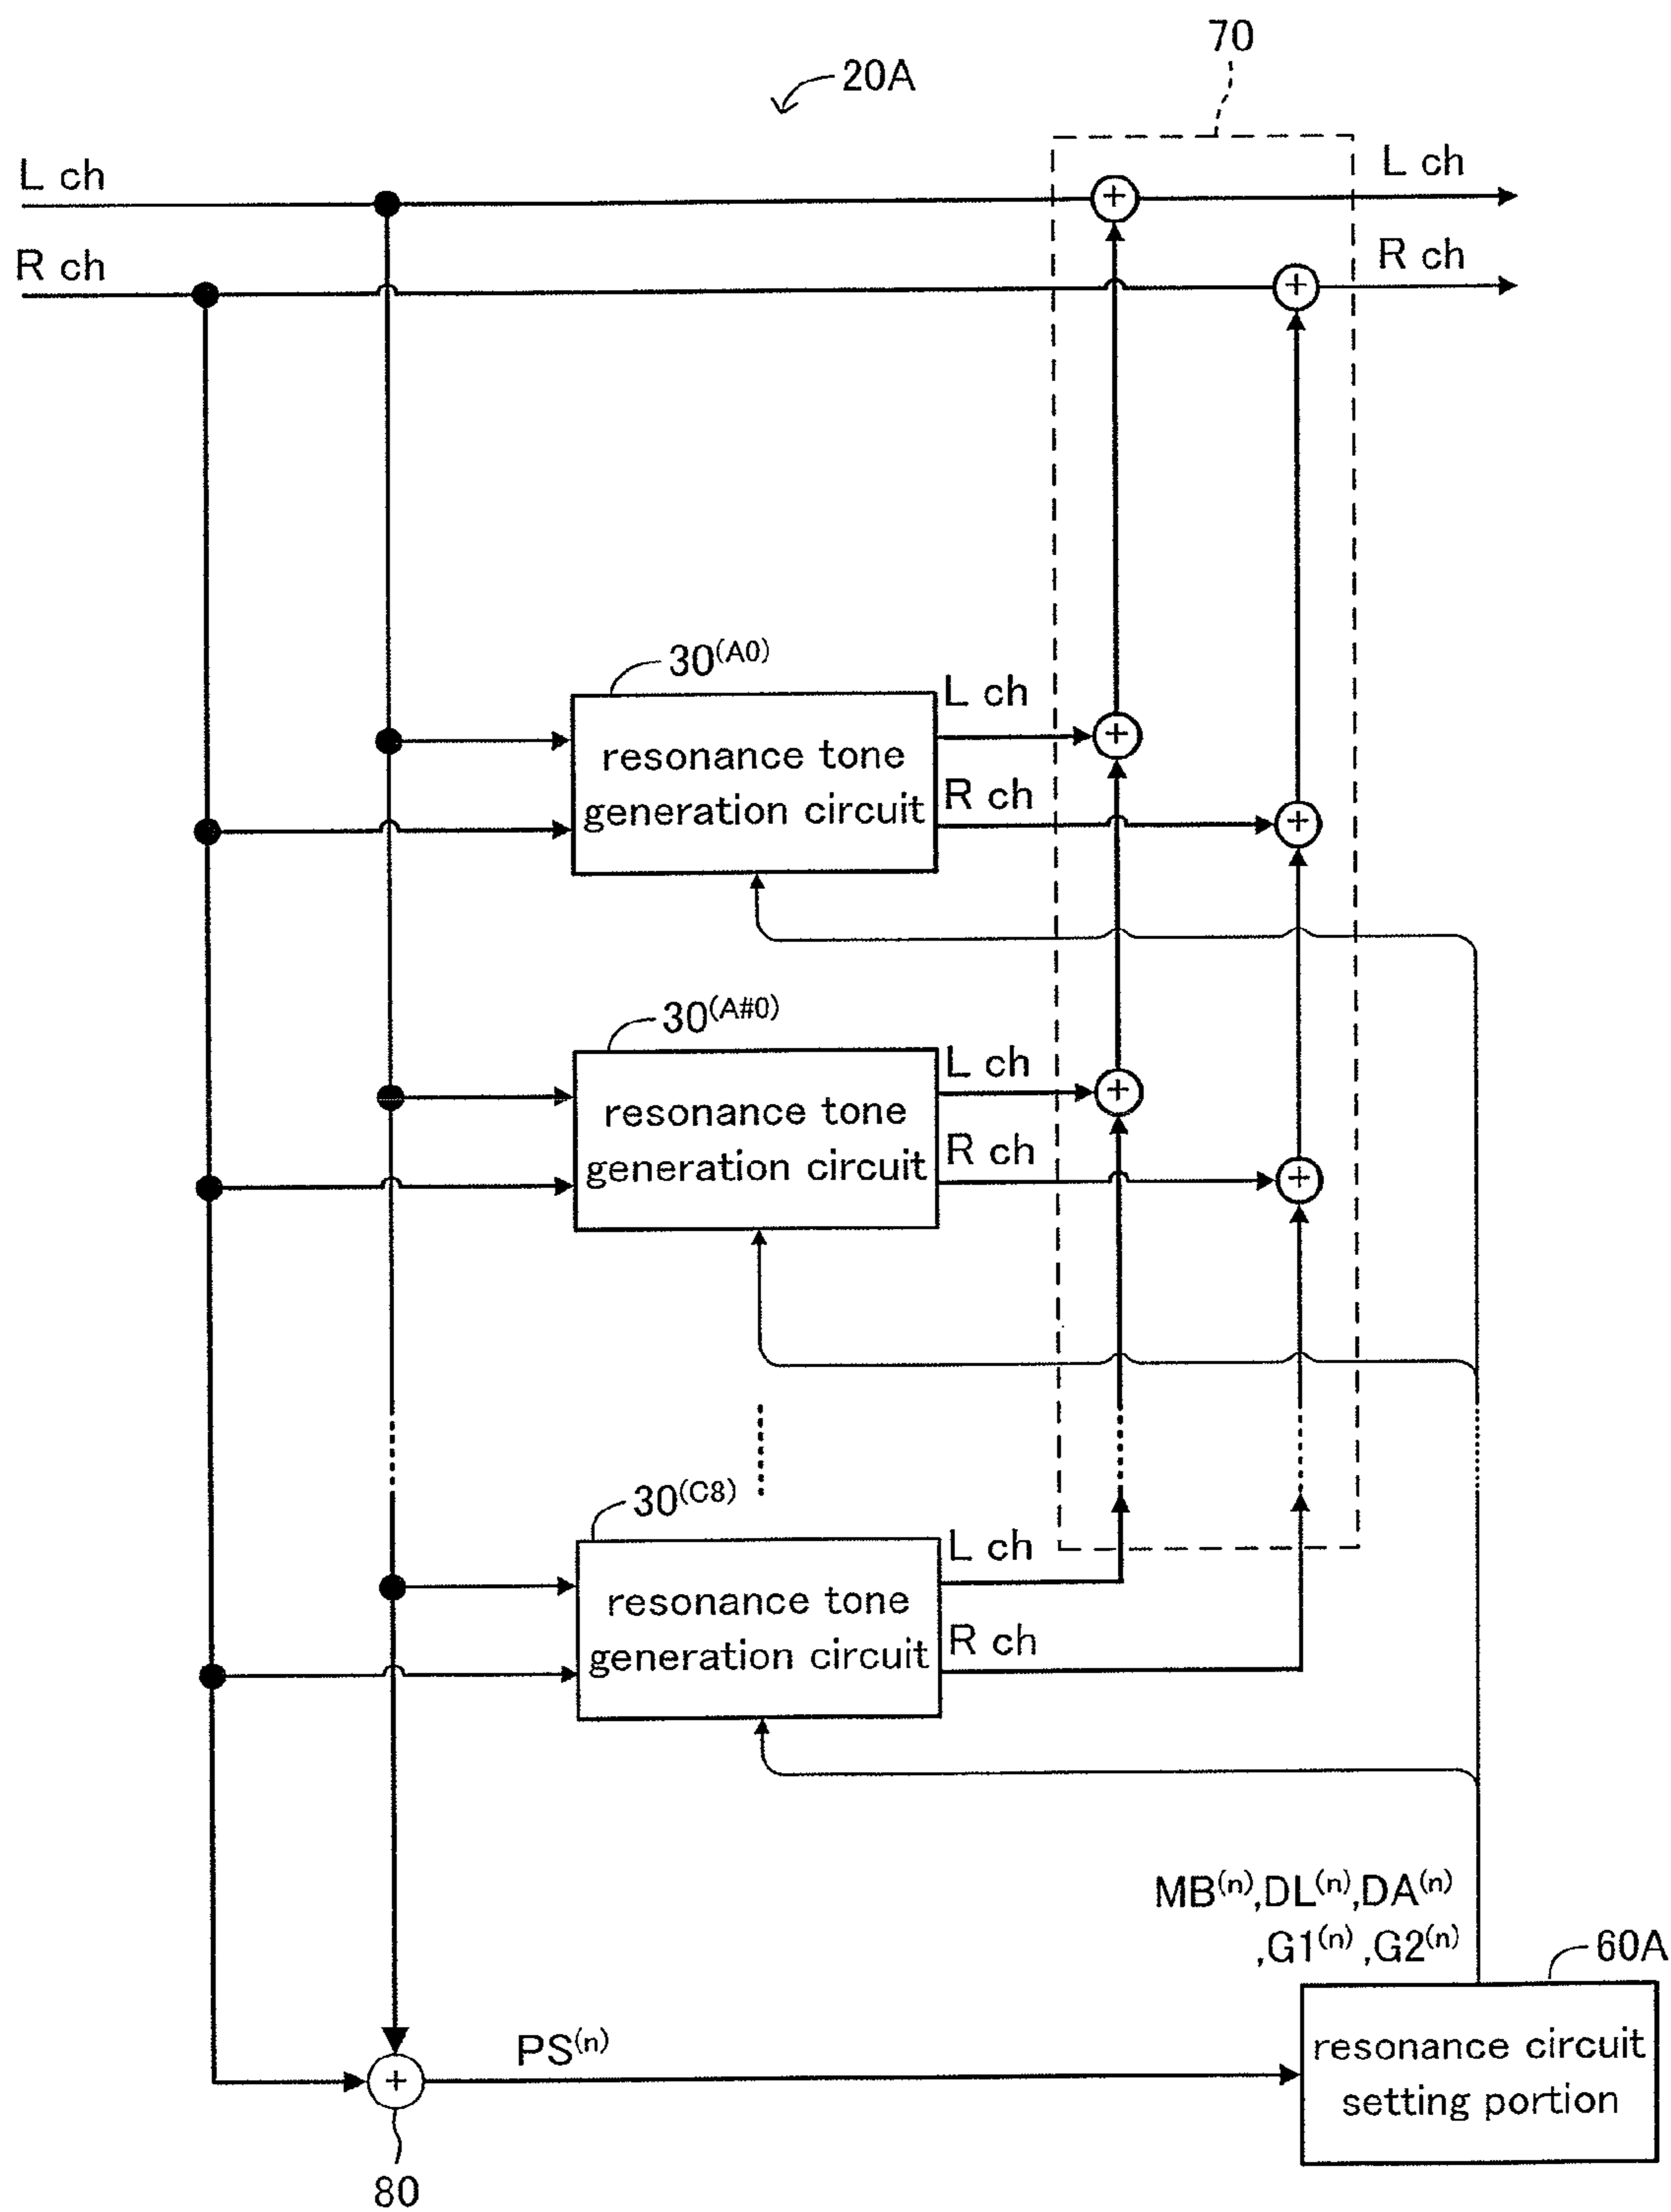 70
20A
L ch
L ch
R ch
R ch
30(A0)
L ch
resonance tone
generation circuit
R ch
+
+
+
+
30(A#0)
L ch
resonance tone
generation circuit
R ch
+
+
30(C8)
L ch
resonance tone
generation circuit
R ch
MB(n),DL(n),DA(n)
,G1(n) ,G2(n)
60A
PS(n)
+
resonance circuit
setting portion
80